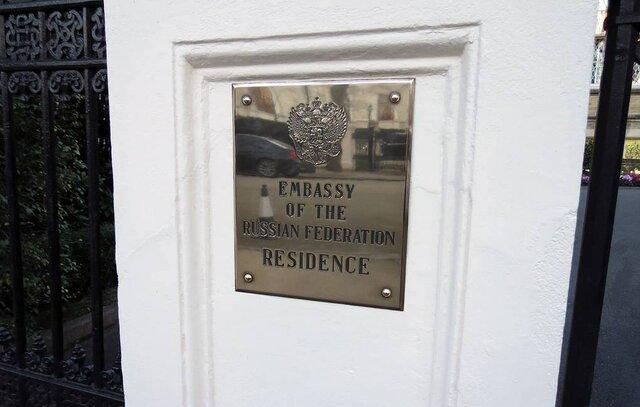 EMBASSY
OF THE
RUSSIAN FEDERATION
RESIDENCE